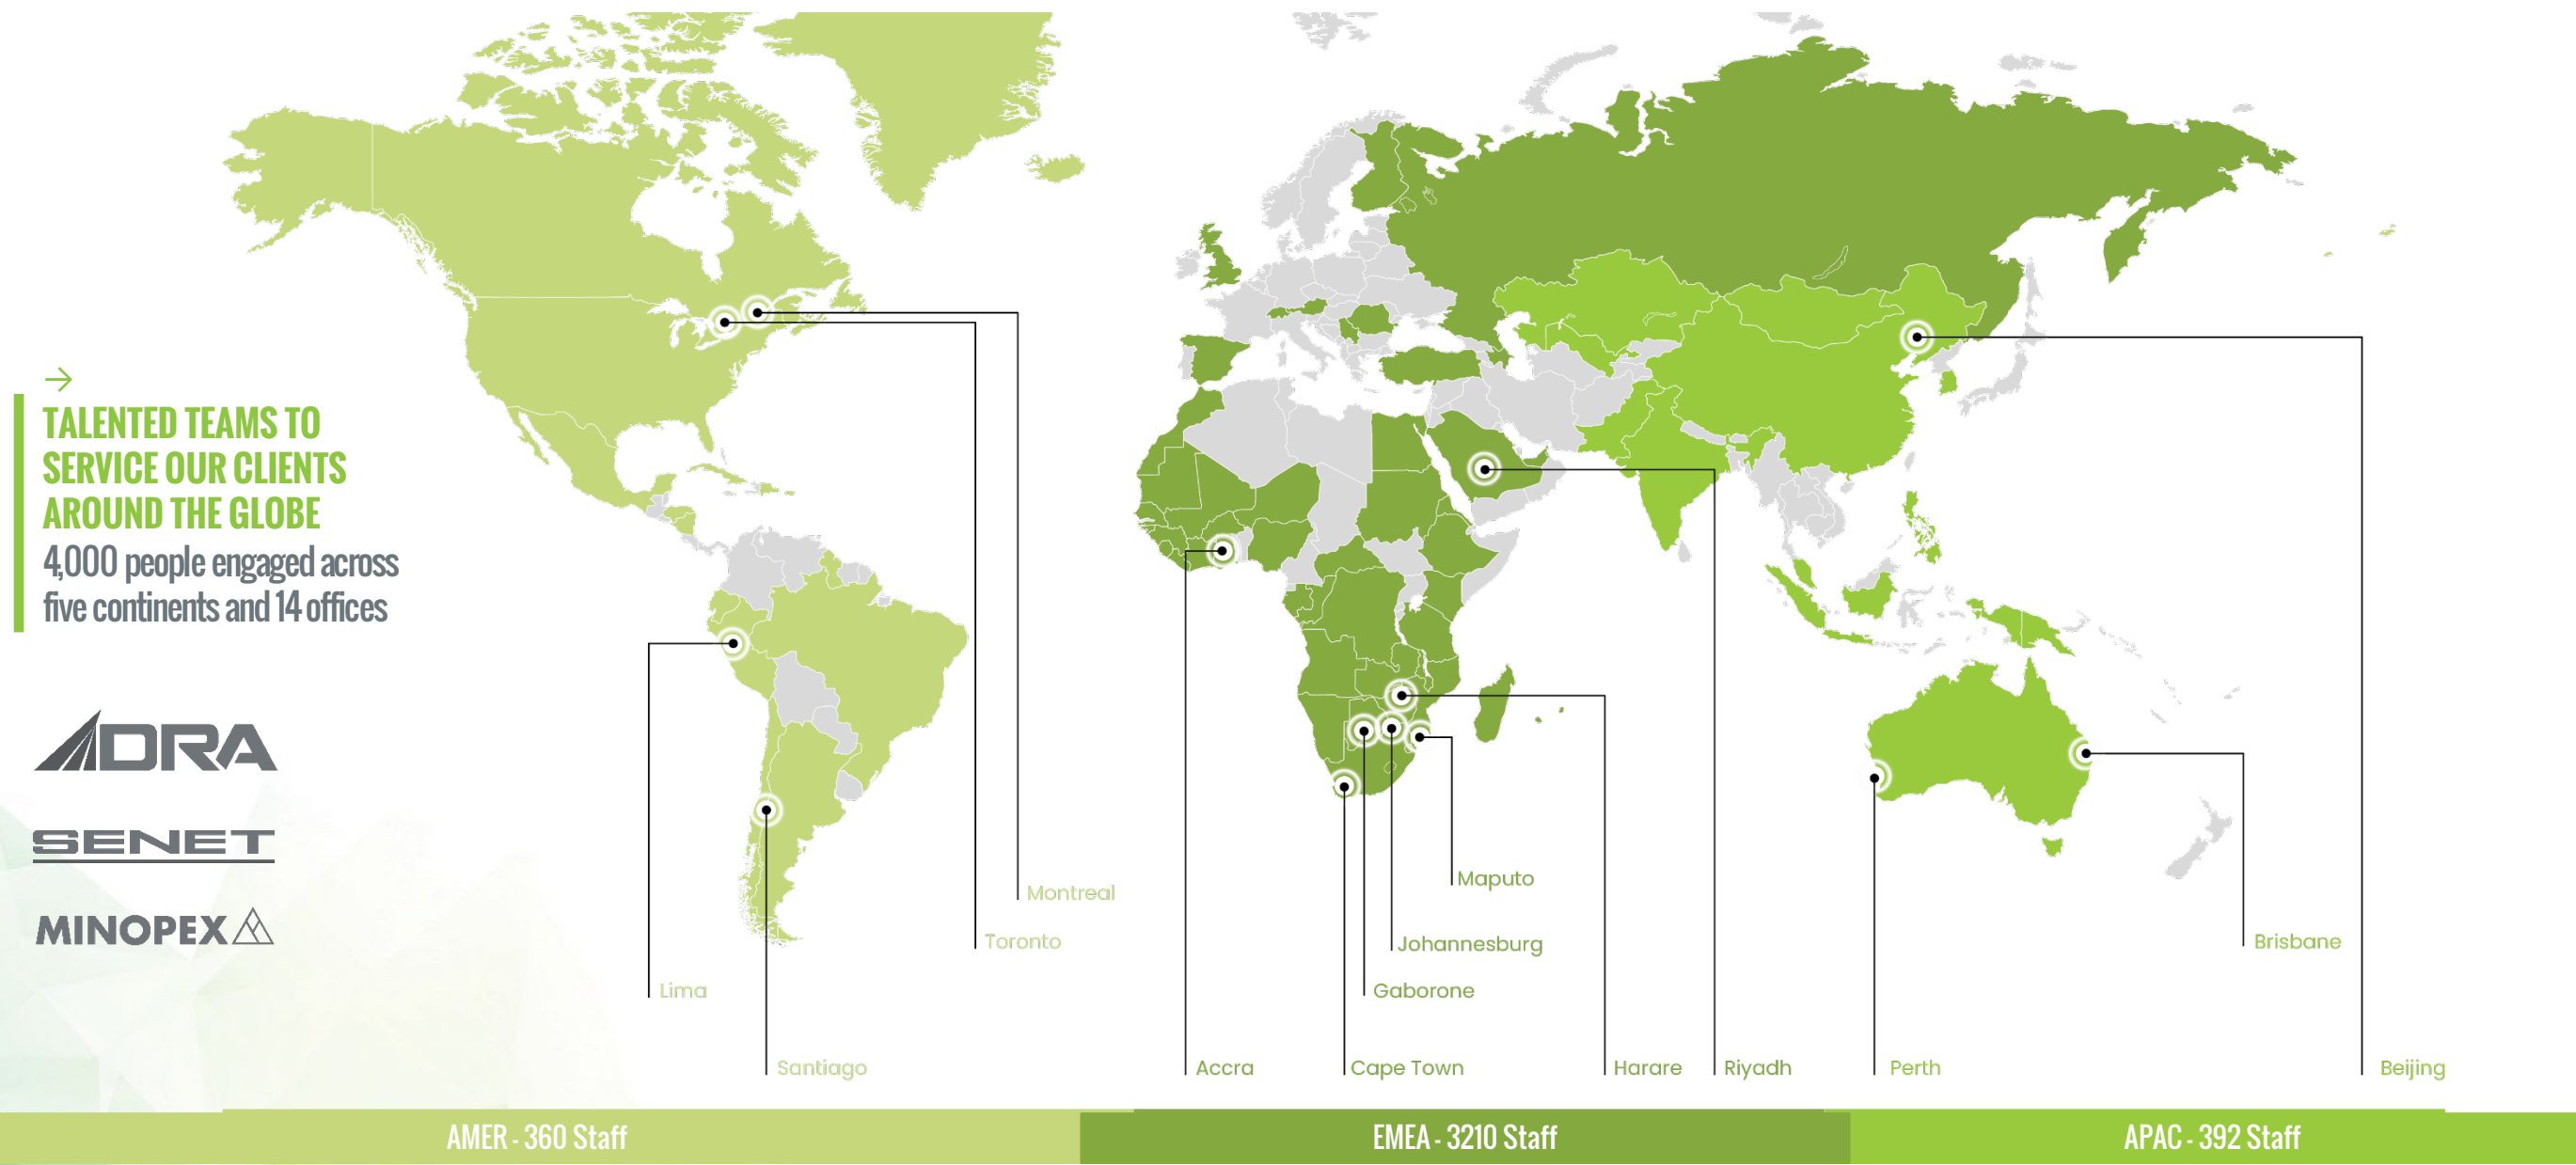 →
TALENTED TEAMS TO
SERVICE OUR CLIENTS
AROUND THE GLOBE
4,000 people engaged across
five continents and 14 offices
DRA
SENET
MINOPEX
Montreal
Toronto
Lima
Santiago
Maputo
Johannesburg
Gaborone
Accra
Cape Town
Harare
Riyadh
Brisbane
Perth
Beijing
AMER - 360 Staff
EMEA - 3210 Staff
APAC - 392 Staff